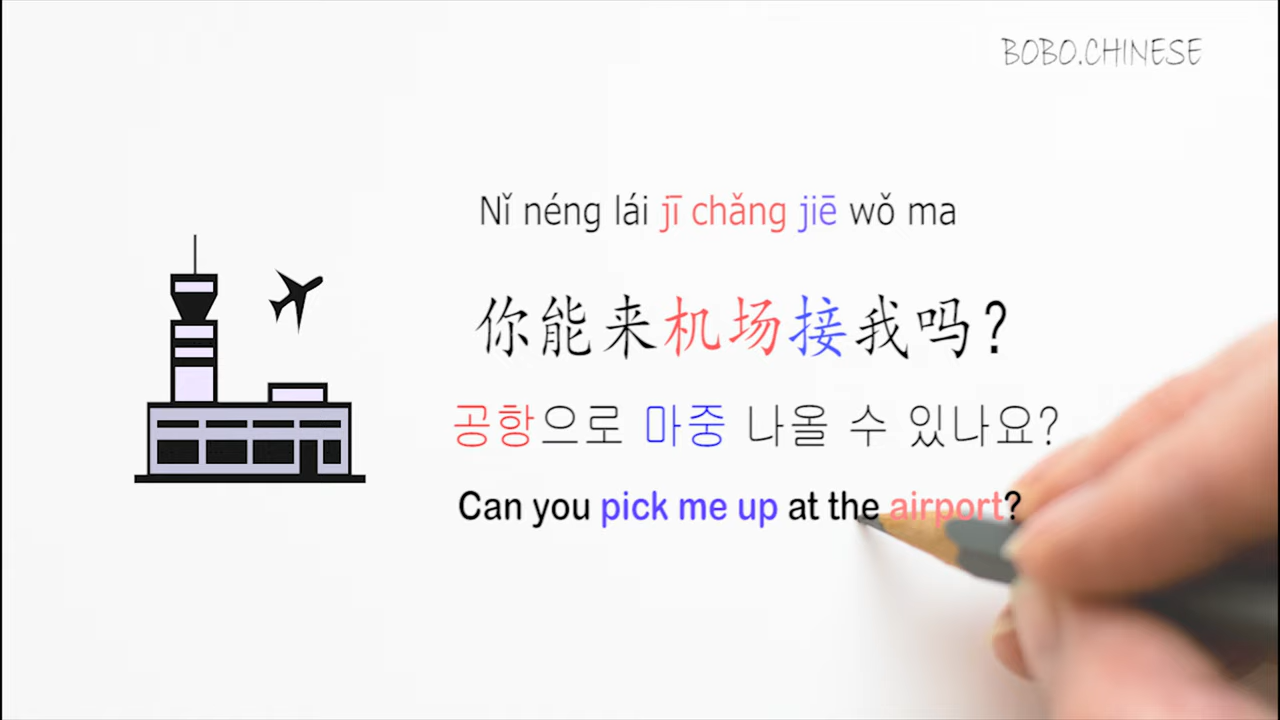 BOBO.CHINESE
Nǐ néng lái jī chǎng jiē wǒ ma
你能来机场接我吗?
공항으로 마중 나올 수 있나요?
Can you pick me up at the airport?